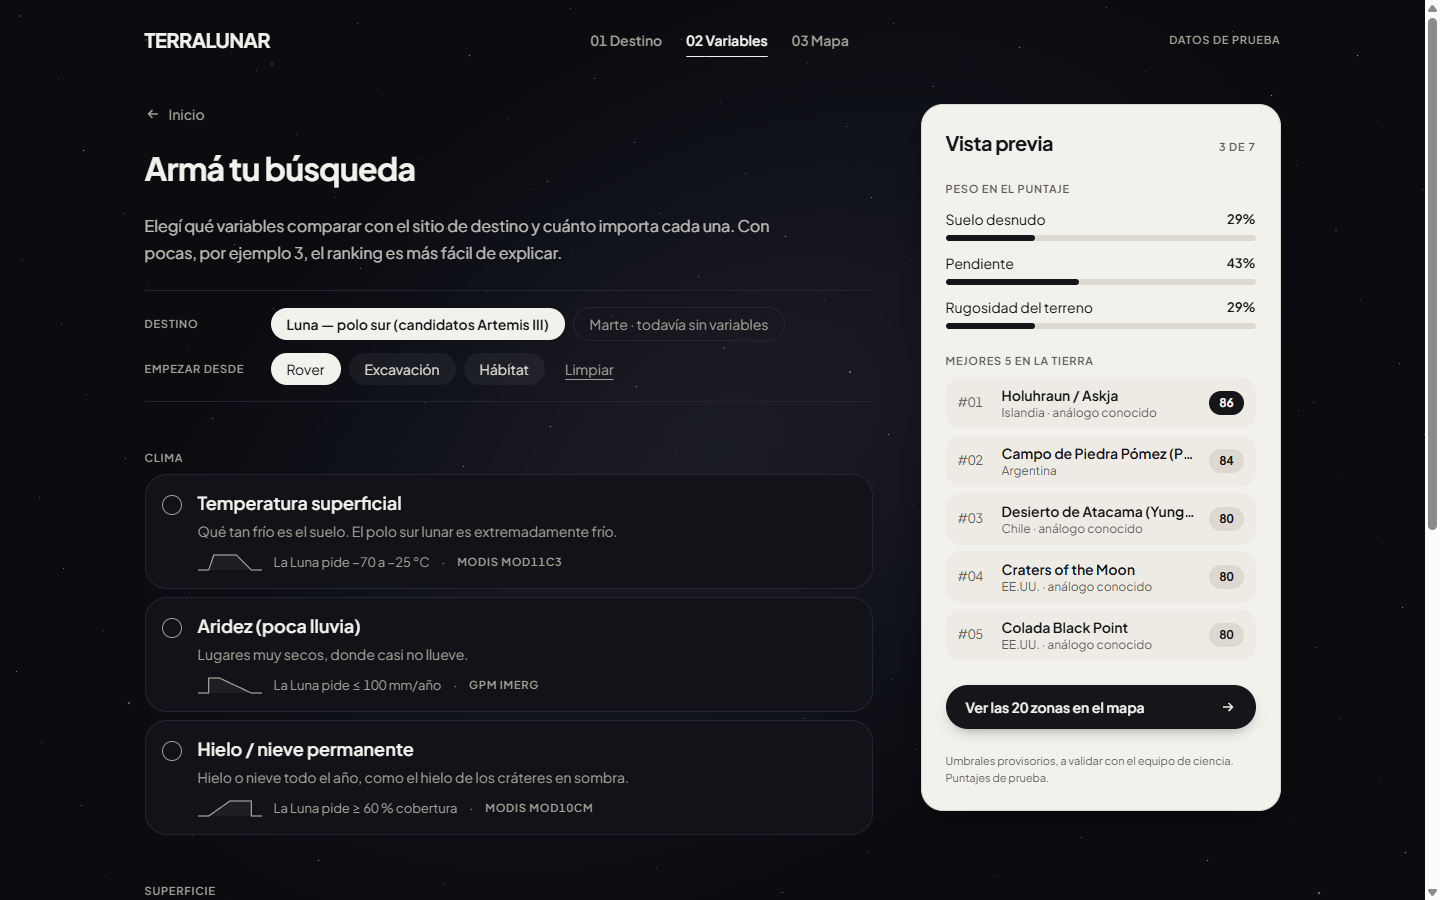 TERRALUNAR
01 Destino
02 Variables
03 Mapa
DATOS DE PRUEBA
← Inicio
Armá tu búsqueda
Elegí qué variables comparar con el sitio de destino y cuánto importa cada una. Con
pocas, por ejemplo 3, el ranking es más fácil de explicar.
DESTINO
Luna — polo sur (candidatos Artemis III)
Marte · todavía sin variables
EMPEZAR DESDE
Rover
Excavación
Hábitat
Limpiar
CLIMA
Temperatura superficial
Qué tan frío es el suelo. El polo sur lunar es extremadamente frío.
La Luna pide −70 a −25 °C · MODIS MOD11C3
Aridez (poca lluvia)
Lugares muy secos, donde casi no llueve.
La Luna pide ≤ 100 mm/año · GPM IMERG
Hielo / nieve permanente
Hielo o nieve todo el año, como el hielo de los cráteres en sombra.
La Luna pide ≥ 60 % cobertura · MODIS MOD10CM
SUPERFICIE
Vista previa
3 DE 7
PESO EN EL PUNTAJE
Suelo desnudo 29%
Pendiente 43%
Rugosidad del terreno 29%
MEJORES 5 EN LA TIERRA
#01 Holuhraun / Askja 86
Islandia · análogo conocido
#02 Campo de Piedra Pómez (P… 84
Argentina
#03 Desierto de Atacama (Yung… 80
Chile · análogo conocido
#04 Craters of the Moon 80
EE.UU. · análogo conocido
#05 Colada Black Point 80
EE.UU. · análogo conocido
Ver las 20 zonas en el mapa →
Umbrales provisorios, a validar con el equipo de ciencia.
Puntajes de prueba.